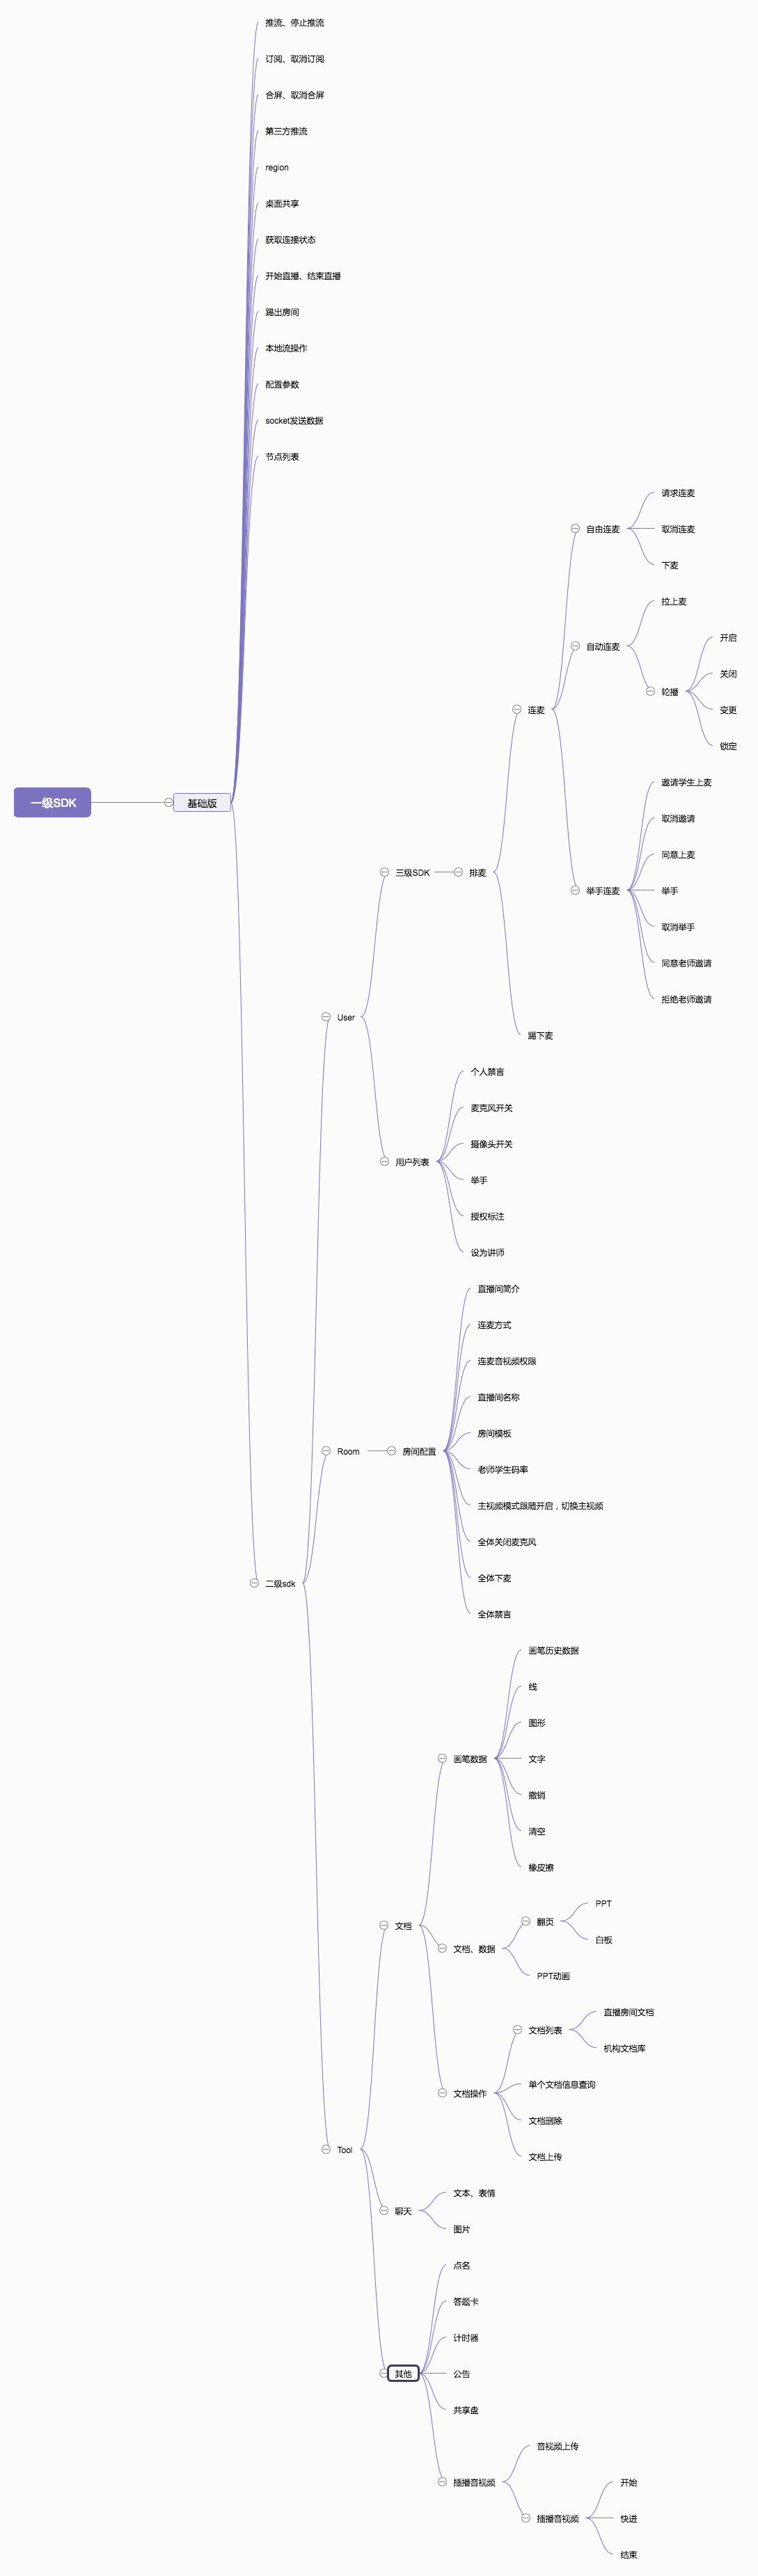 推流、停止推流
订阅、取消订阅
合屏、取消合屏
第三方推流
region
桌面共享
获取连接状态
开始直播、结束直播
踢出房间
本地流操作
配置参数
socket发送数据
节点列表
请求连麦
自由连麦
取消连麦
下麦
拉上麦
开启
自动连麦
关闭
轮播
连麦
变更
锁定
邀请学生上麦
一级SDK
基础版
取消邀请
同意上麦
三级SDK
排麦
举手连麦
举手
取消举手
同意老师邀请
拒绝老师邀请
User
踢下麦
个人禁言
麦克风开关
摄像头开关
用户列表
举手
授权标注
设为讲师
直播间简介
连麦方式
连麦音视频权限
直播间名称
房间模板
Room
房间配置
老师学生码率
主视频模式跟随开启，切换主视频
全体关闭麦克风
全体下麦
二级sdk
全体禁言
画笔历史数据
线
图形
画笔数据
文字
撤销
清空
橡皮擦
PPT
翻页
文档
白板
文档、数据
PPT动画
直播房间文档
文档列表
机构文档库
单个文档信息查询
文档操作
文档删除
Tool
文档上传
文本、表情
聊天
图片
点名
答题卡
计时器
其他
公告
共享盘
音视频上传
插播音视频
开始
插播音视频
快进
结束